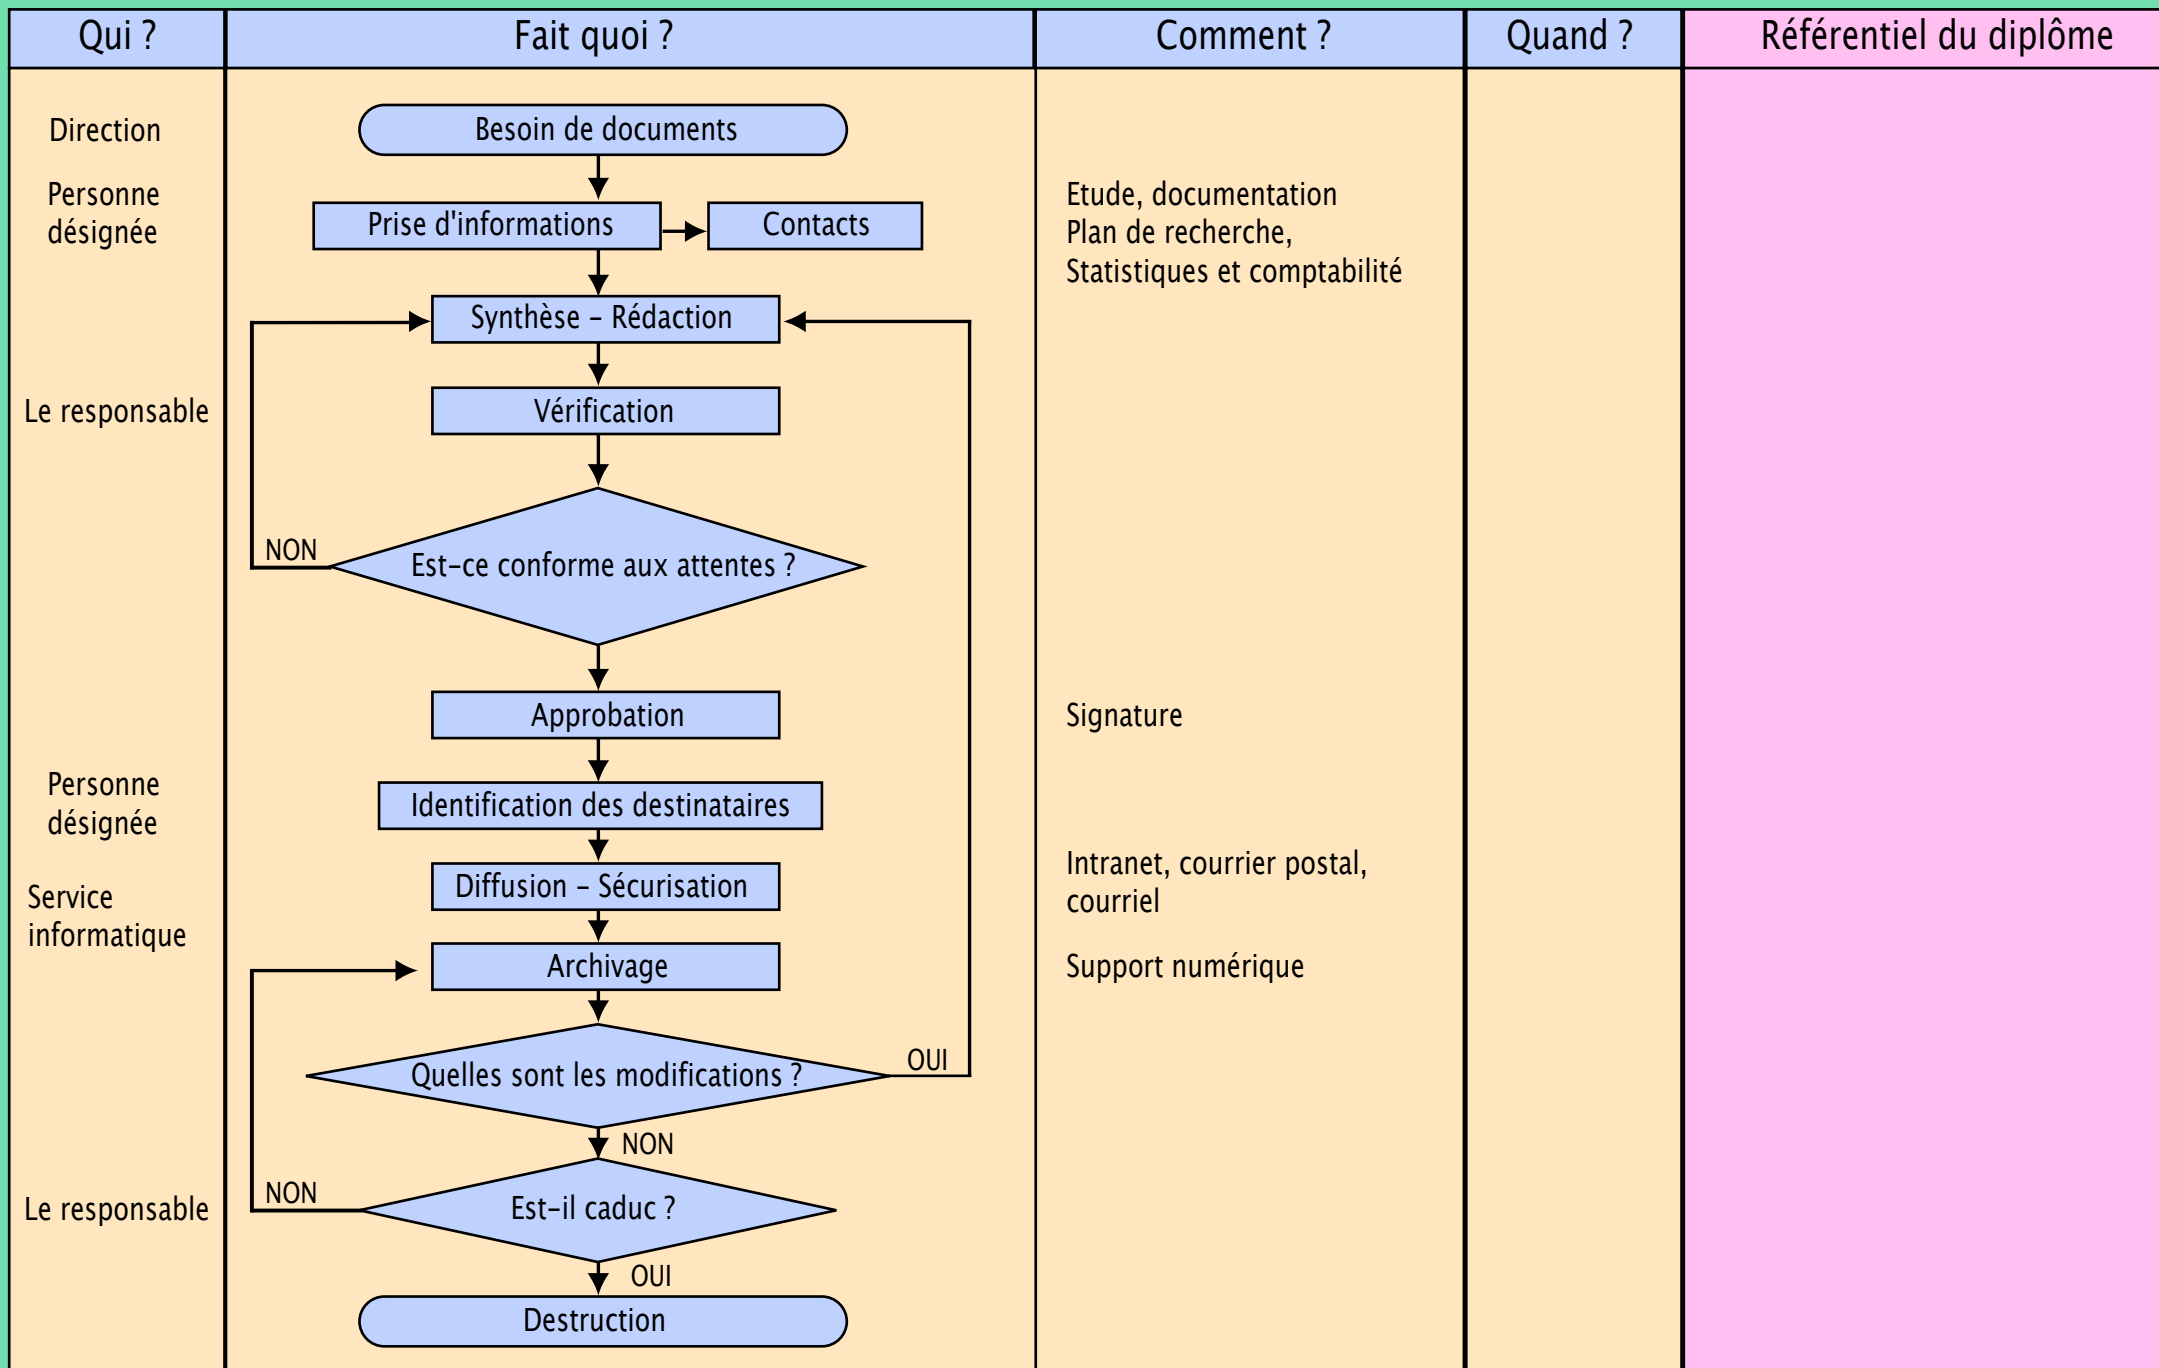 Qui ?
Fait quoi ?
Comment ?
Quand ?
Référentiel du diplôme
Direction
Besoin de documents
Personne
désignée
Prise d'informations
Contacts
Etude, documentation
Plan de recherche,
Statistiques et comptabilité
Synthèse – Rédaction
Le responsable
Vérification
NON
Est–ce conforme aux attentes ?
Approbation
Signature
Personne
désignée
Identification des destinataires
Service
informatique
Diffusion – Sécurisation
Intranet, courrier postal,
courriel
Archivage
Support numérique
Quelles sont les modifications ?
OUI
NON
Le responsable
NON
Est–il caduc ?
OUI
Destruction